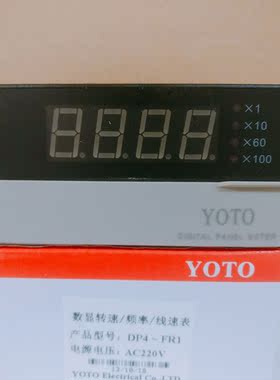 ×1
×10
×60
×100
YOTO
DIGITAL PANEL METER
YOTO
数显转速/频率/线速表
产品型号: DP4-FR1
电源电压: AC220V
YOTO Electrical Co. LTD